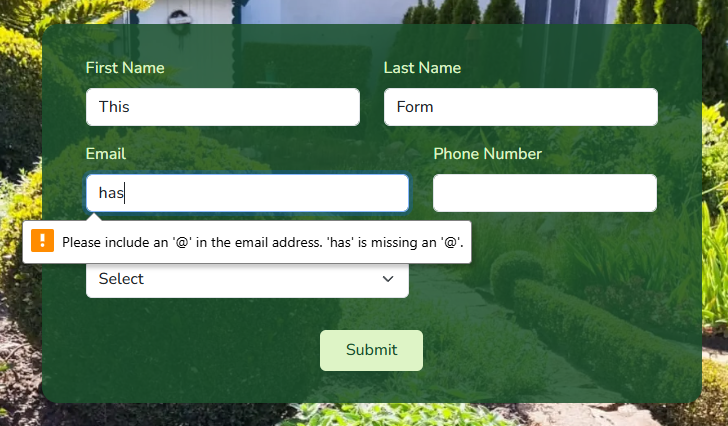 First Name Last Name
This Form
Email Phone Number
has
Please include an '@' in the email address. 'has' is missing an '@'.
Select
Submit